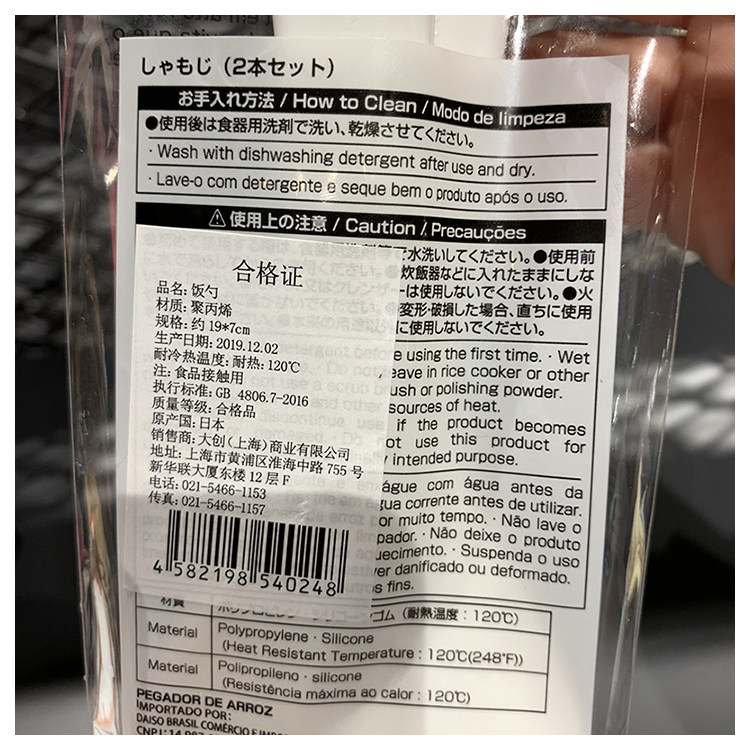 しゃもじ（2本セット）
お手入れ方法 / How to Clean / Modo de limpeza
●使用後は食器用洗剤で洗い、乾燥させてください。
· Wash with dishwashing detergent after use and dry.
· Lave-o com detergente e seque bem o produto após o uso.
⚠使用上の注意 / Caution / Precauções
で水洗いしてください。●使用前
炊飯器などに入れたままにしな
ーは使用しないでください。●火
変形・破損した場合、直ちに使用
に使用しないでください。
合格证
品名: 饭勺
材质: 聚丙烯
规格: 约 19*7cm
生产日期: 2019.12.02
耐冷热温度: 耐热: 120℃
注: 食品接触用
执行标准: GB 4806.7-2016
质量等级: 合格品
原产国: 日本
销售商: 大创(上海)商业有限公司
地址: 上海市黄浦区淮海中路 755 号
新华联大厦东楼 12 层 F
电话: 021-5466-1153
传真: 021-5466-1157
4 582198 540248
e using the first time. · Wet
leave in rice cooker or other
ush or polishing powder.
sources of heat.
if the product becomes
not use this product for
intended purpose.
água com água antes da
gua corrente antes de utilizar.
or muito tempo. · Não lave o
pador. · Não deixe o produto
aquecimento. · Suspenda o uso
tiver danificado ou deformado.
os fins.
材質
ゴム（耐熱温度：120℃）
Material Polypropylene · Silicone
(Heat Resistant Temperature : 120℃(248°F))
Material Polipropileno · silicone
(Resistência máxima ao calor : 120℃)
PEGADOR DE ARROZ
IMPORTADO POR:
DAISO BRASIL COMÉRCIO E